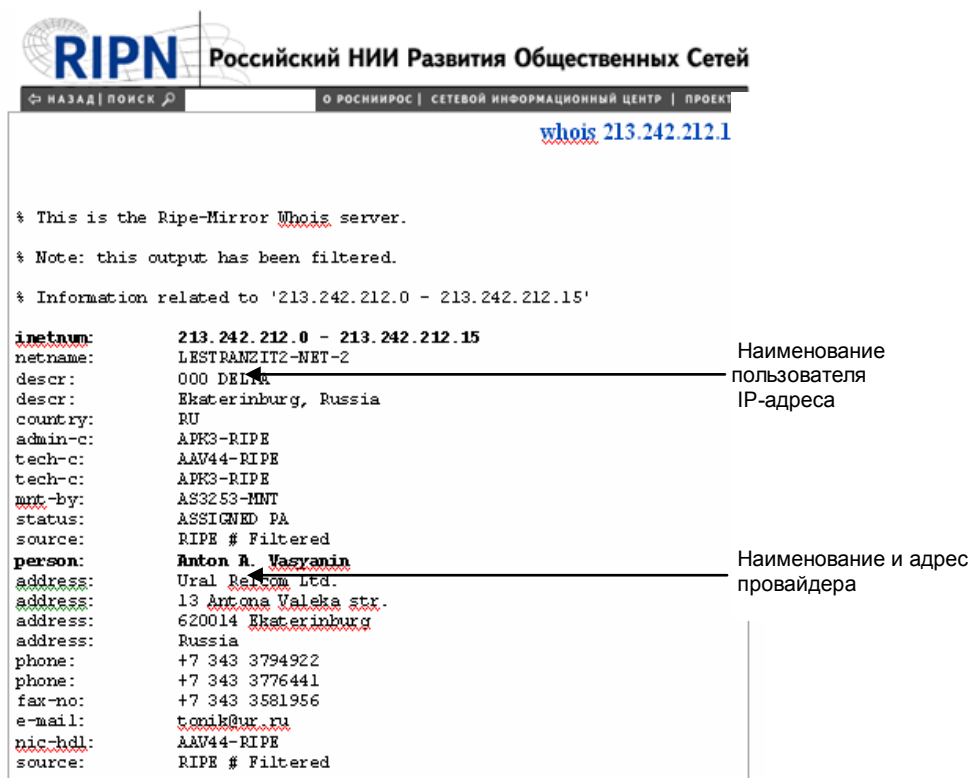 RIPN Российский НИИ Развития Общественных Сетей
НАЗАД | ПОИСК О РОСНИИРОС | СЕТЕВОЙ ИНФОРМАЦИОННЫЙ ЦЕНТР | ПРОЕКТ
whois 213.242.212.1
% This is the Ripe-Mirror Whois server.
% Note: this output has been filtered.
% Information related to '213.242.212.0 - 213.242.212.15'
inetnum: 213.242.212.0 - 213.242.212.15
netname: LESTRANZIT2-NET-2
descr: OOO DELTA
descr: Ekaterinburg, Russia
country: RU
admin-c: APK3-RIPE
tech-c: AAV44-RIPE
tech-c: APK3-RIPE
mnt-by: AS3253-MNT
status: ASSIGNED PA
source: RIPE # Filtered
person: Anton A. Vasyanin
address: Ural Relcom Ltd.
address: 13 Antona Valeka str.
address: 620014 Ekaterinburg
address: Russia
phone: +7 343 3794922
phone: +7 343 3776441
fax-no: +7 343 3581956
e-mail: tonik@ur.ru
nic-hdl: AAV44-RIPE
source: RIPE # Filtered
Наименование
пользователя
IP-адреса
Наименование и адрес
провайдера